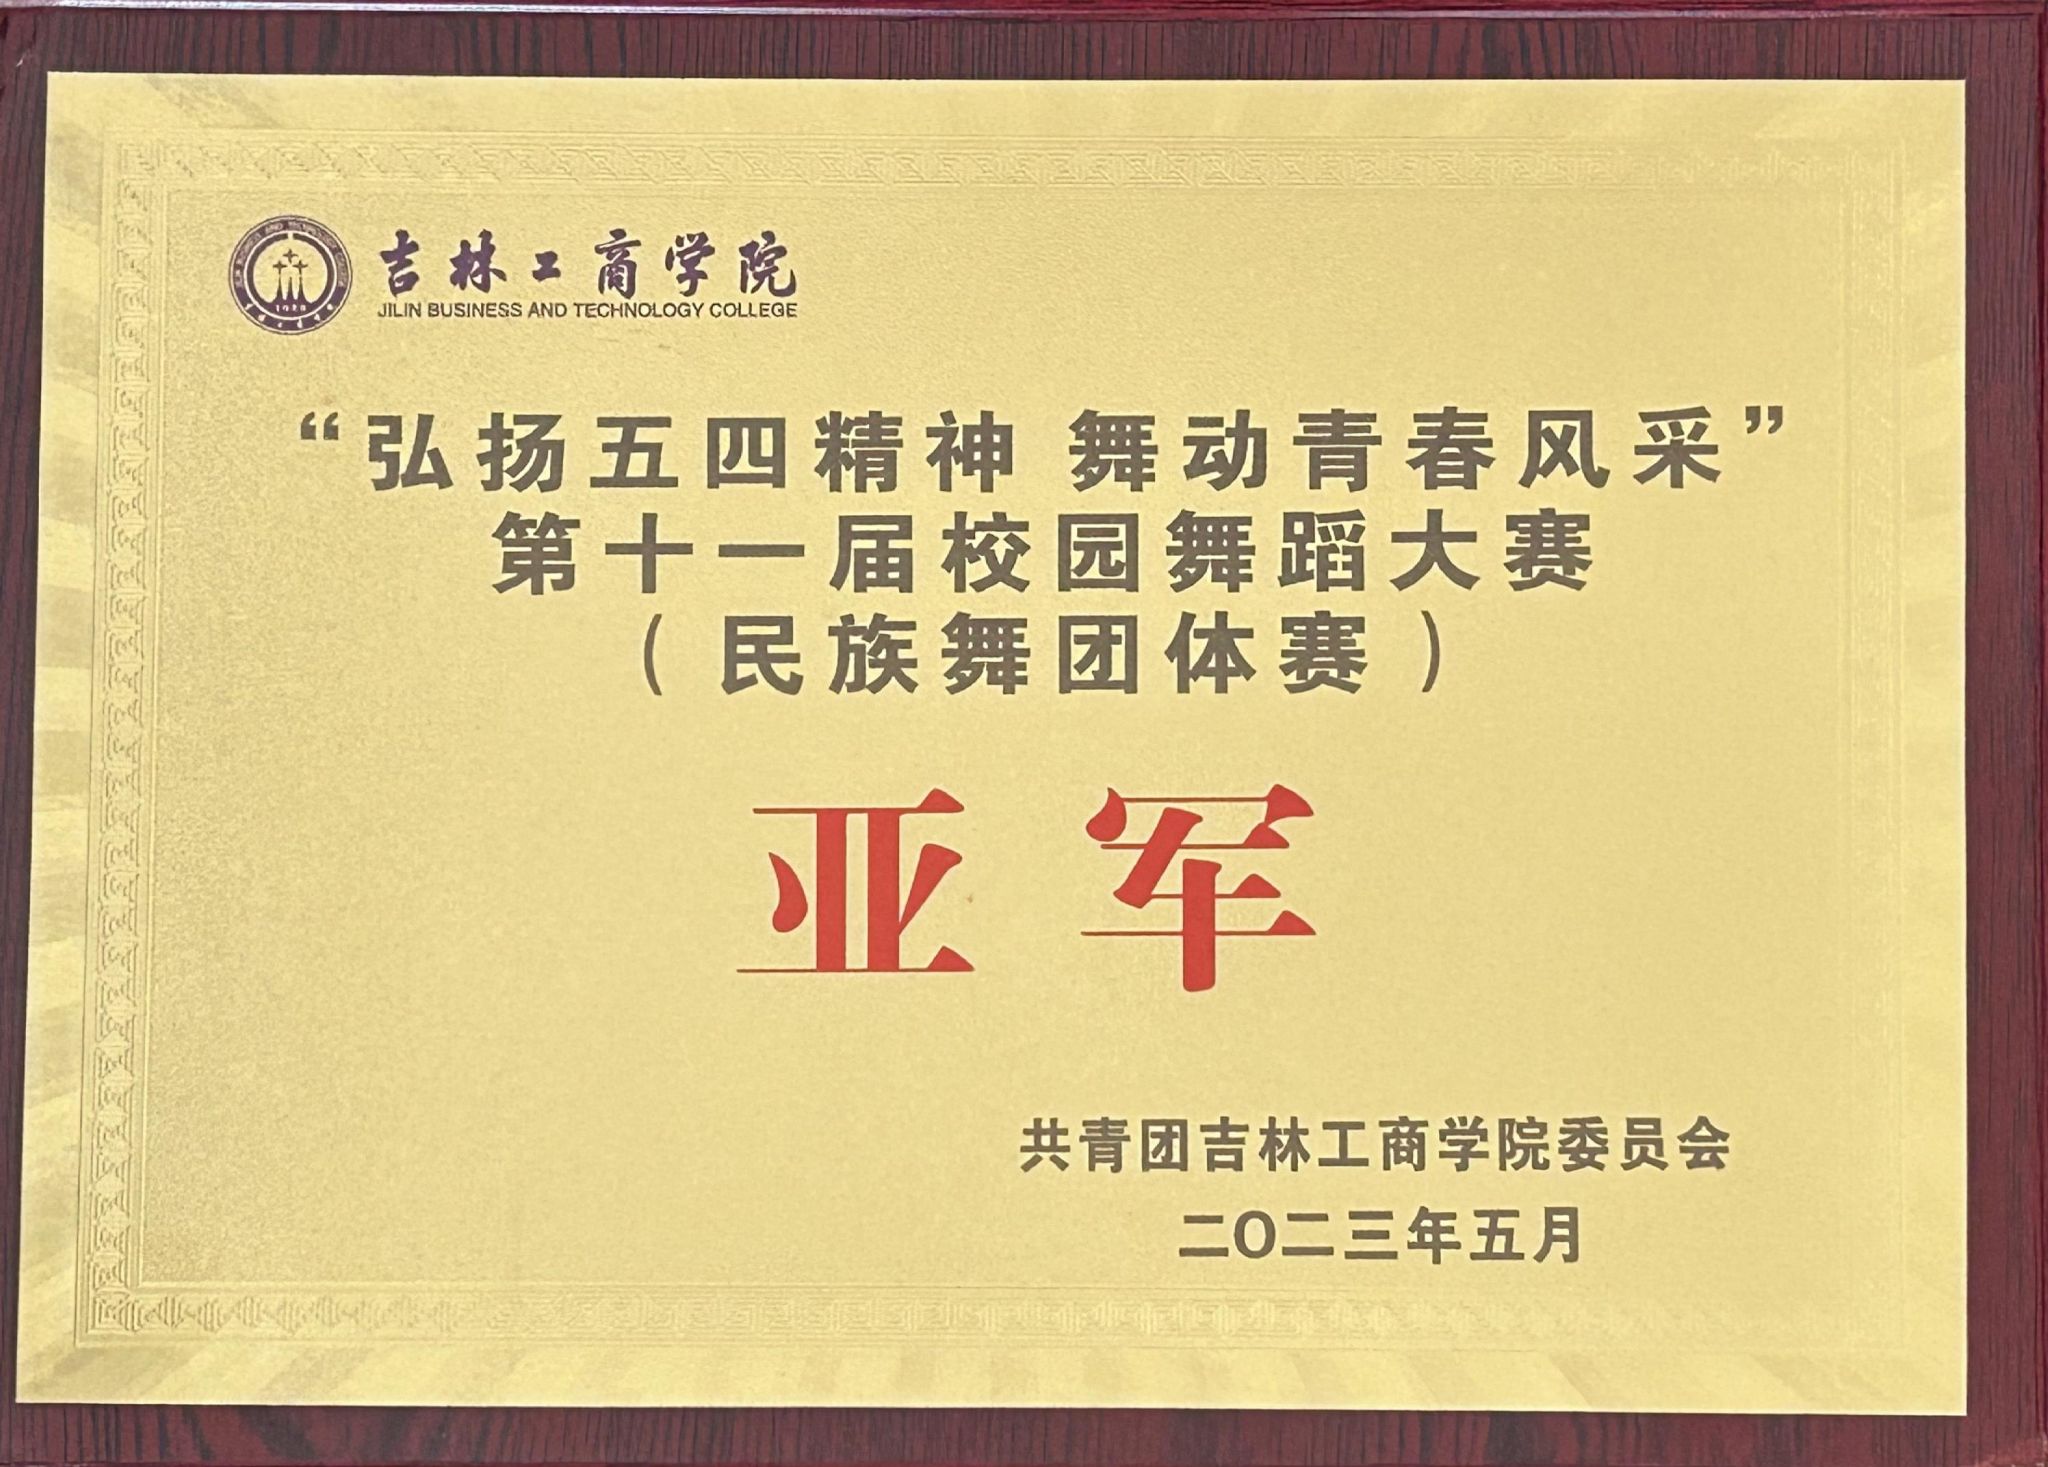 吉林工商学院
JILIN BUSINESS AND TECHNOLOGY COLLEGE
“弘扬五四精神 舞动青春风采”
第十一届校园舞蹈大赛
（民族舞团体赛）
亚军
共青团吉林工商学院委员会
二〇二三年五月